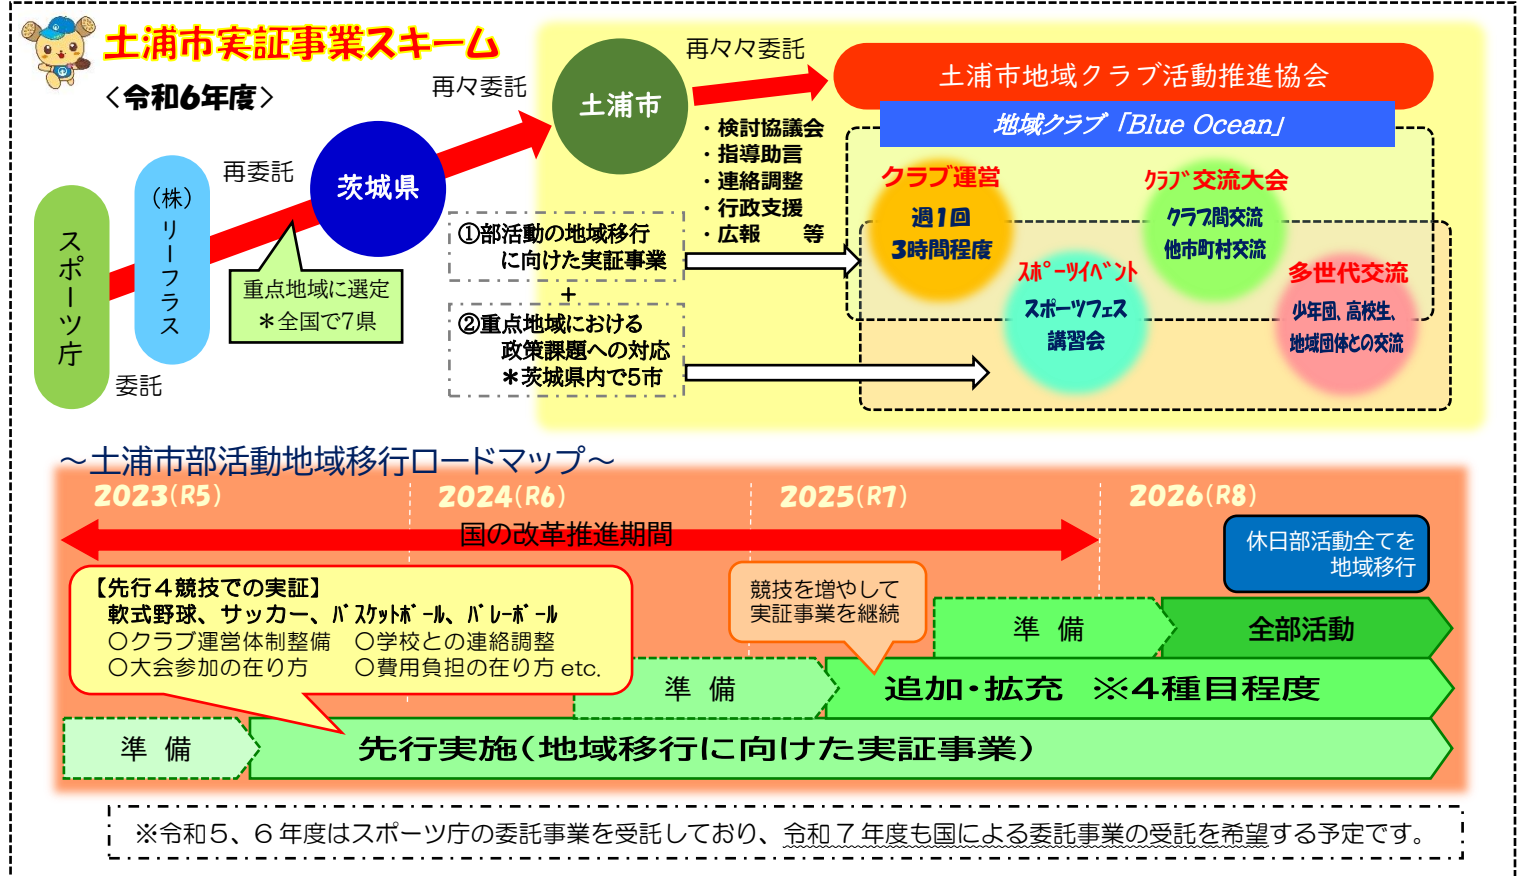 土浦市実証事業スキーム
＜令和6年度＞
スポーツ庁
委託
（株）リーフラス
再委託
重点地域に選定
＊全国で7県
茨城県
再々委託
土浦市
再々々委託
・検討協議会
・指導助言
・連絡調整
・行政支援
・広報　　等
①部活動の地域移行
に向けた実証事業
＋
②重点地域における
政策課題への対応
＊茨城県内で5市
土浦市地域クラブ活動推進協会
地域クラブ「Blue Ocean」
クラブ運営
週1回
3時間程度
ｸﾗﾌﾞ交流大会
クラブ間交流
他市町村交流
ｽﾎﾟｰﾂｲﾍﾞﾝﾄ
スポーツフェス
講習会
多世代交流
少年団、高校生、
地域団体との交流
～土浦市部活動地域移行ロードマップ～
2023(R5)
2024(R6)
2025(R7)
2026(R8)
国の改革推進期間
休日部活動全てを
地域移行
【先行４競技での実証】
軟式野球、サッカー、ﾊﾞｽｹｯﾄﾎﾞｰﾙ、ﾊﾞﾚｰﾎﾞｰﾙ
○クラブ運営体制整備　○学校との連絡調整
○大会参加の在り方　○費用負担の在り方 etc.
競技を増やして
実証事業を継続
準 備
全部活動
準 備
追加・拡充　※4種目程度
準 備
先行実施（地域移行に向けた実証事業）
※令和５、６年度はスポーツ庁の委託事業を受託しており、令和７年度も国による委託事業の受託を希望する予定です。